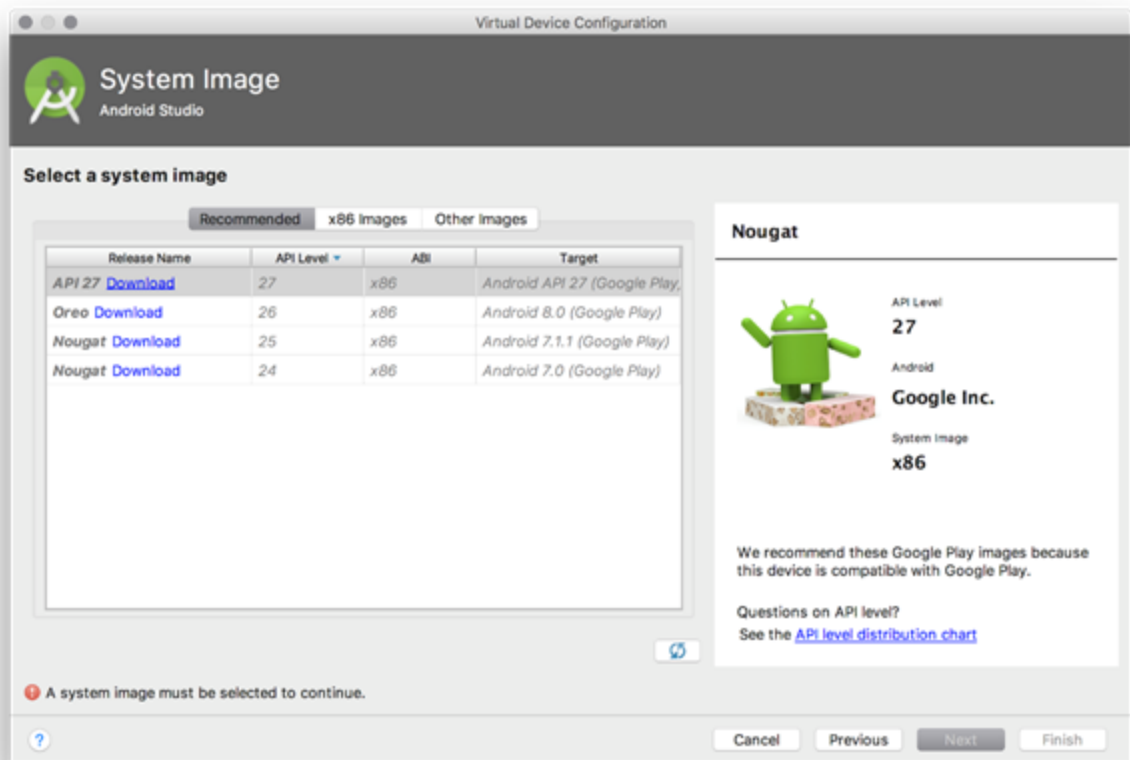 Virtual Device Configuration
System Image
Android Studio
Select a system image
Recommended x86 Images Other Images
Release Name API Level ABI Target
API 27 Download 27 x86 Android API 27 (Google Play,
Oreo Download 26 x86 Android 8.0 (Google Play)
Nougat Download 25 x86 Android 7.1.1 (Google Play)
Nougat Download 24 x86 Android 7.0 (Google Play)
Nougat
API Level
27
Android
Google Inc.
System Image
x86
We recommend these Google Play images because
this device is compatible with Google Play.
Questions on API level?
See the API level distribution chart
A system image must be selected to continue.
? Cancel Previous Next Finish